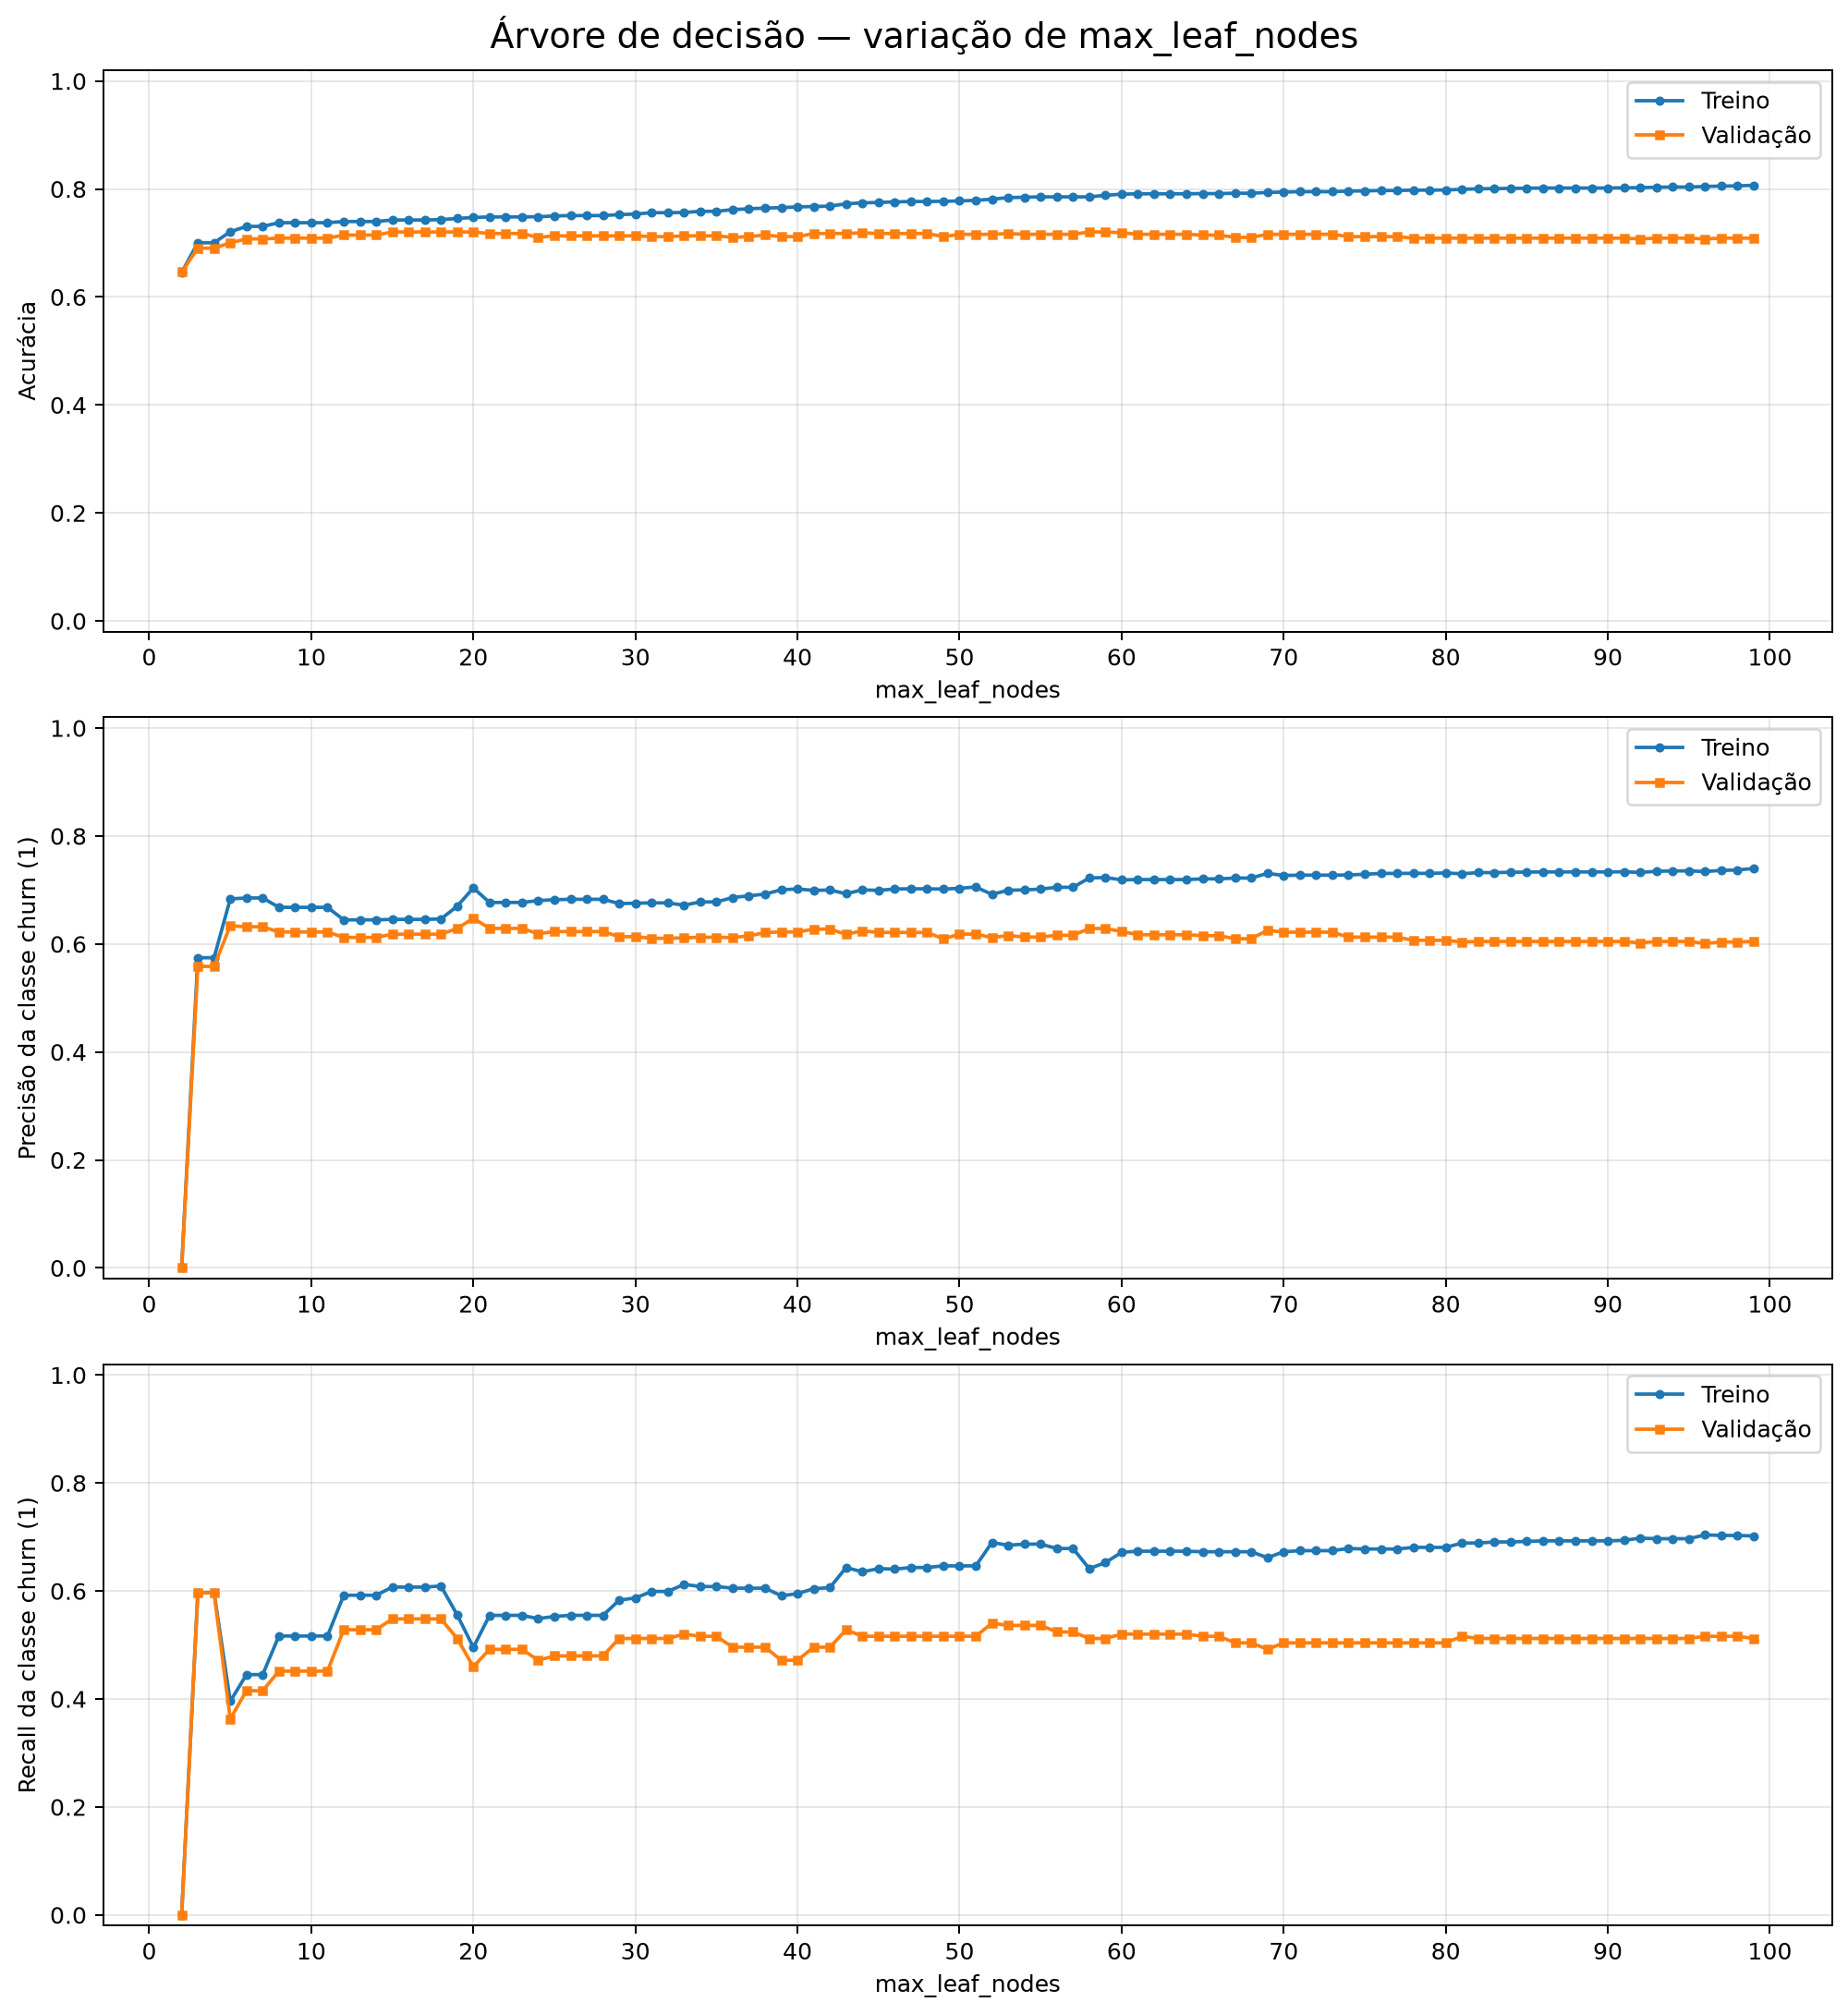 Árvore de decisão — variação de max_leaf_nodes
1.0
0.8
0.6
0.4
0.2
0.0
Acurácia
Treino
Validação
0 10 20 30 40 50 60 70 80 90 100
max_leaf_nodes
1.0
0.8
0.6
0.4
0.2
0.0
Precisão da classe churn (1)
Treino
Validação
0 10 20 30 40 50 60 70 80 90 100
max_leaf_nodes
1.0
0.8
0.6
0.4
0.2
0.0
Recall da classe churn (1)
Treino
Validação
0 10 20 30 40 50 60 70 80 90 100
max_leaf_nodes